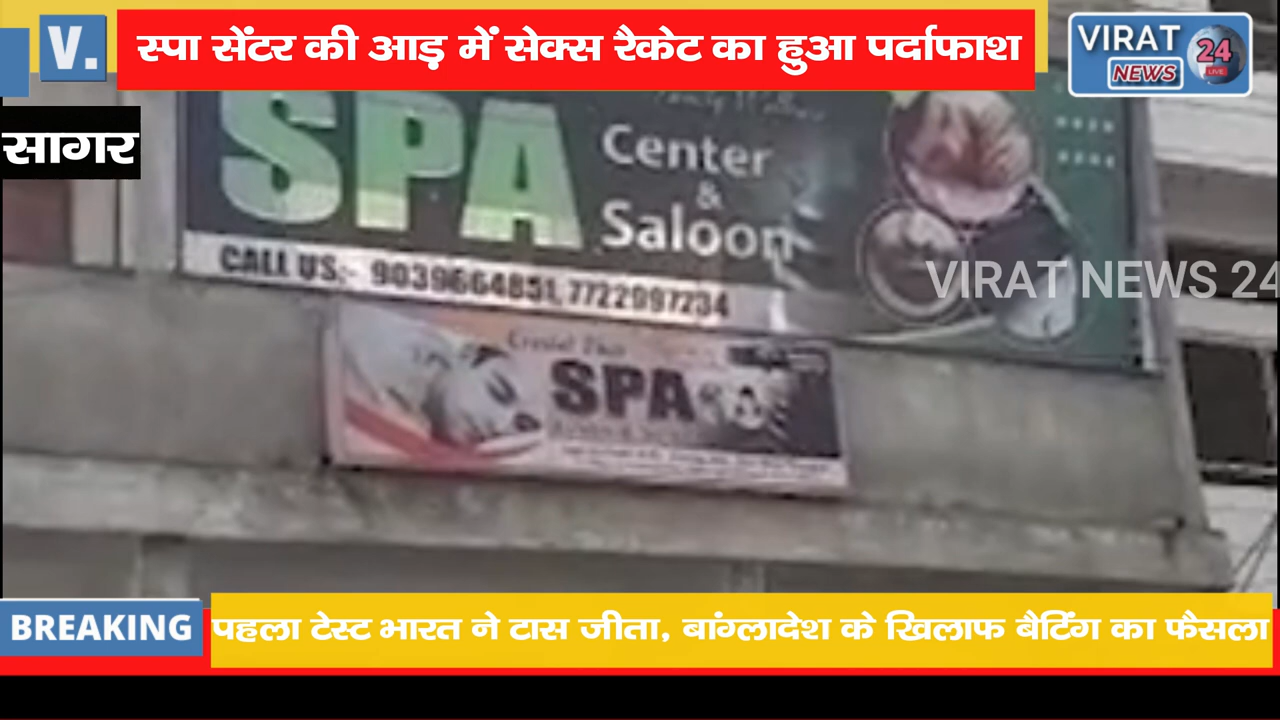 V.
स्पा सेंटर की आड़ में सेक्स रैकेट का हुआ पर्दाफाश
VIRAT 24
NEWS LIVE
सागर
SPA Center
&
Saloon
CALL US:- 9039664851, 7722997234
VIRAT NEWS 24
SPA
BREAKING
पहला टेस्ट भारत ने टास जीता, बांग्लादेश के खिलाफ बैटिंग का फैसला